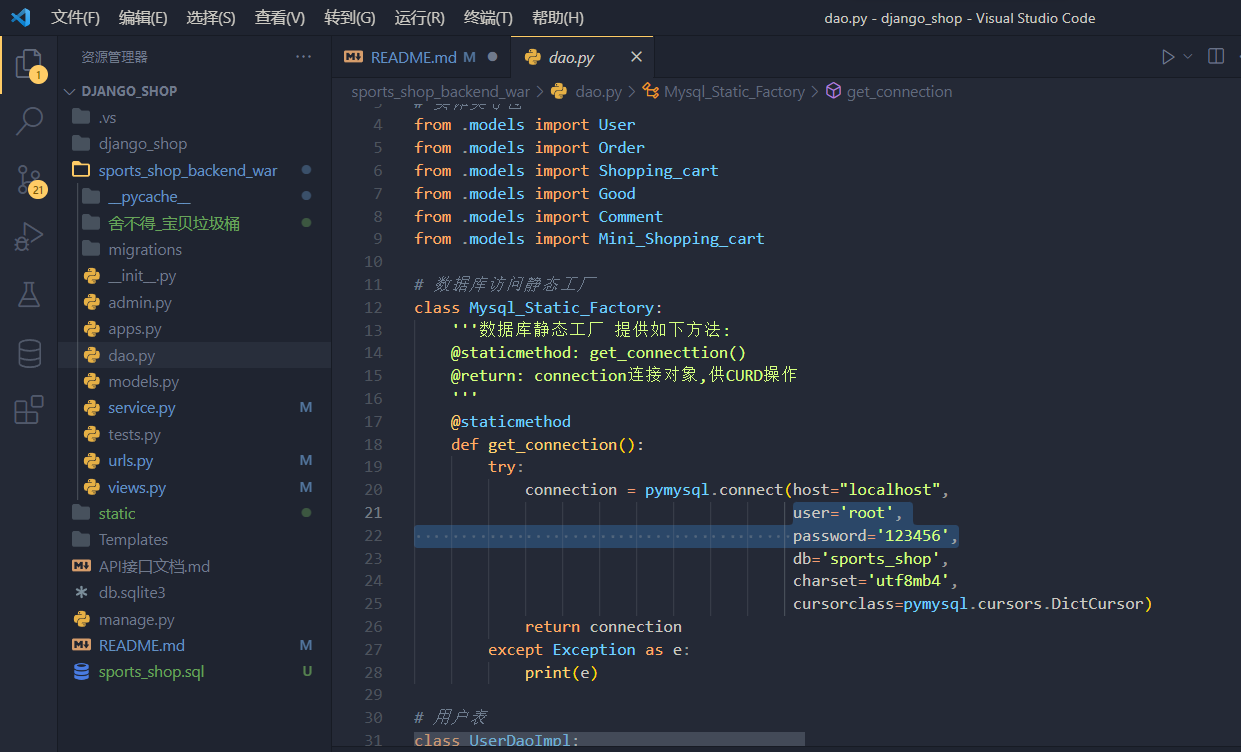 文件(F) 编辑(E) 选择(S) 查看(V) 转到(G) 运行(R) 终端(T) 帮助(H) dao.py - django_shop - Visual Studio Code
资源管理器 ···
README.md M
dao.py
1
DJANGO_SHOP
.vs
django_shop
sports_shop_backend_war
__pycache__
舍不得_宝贝垃圾桶
migrations
__init__.py
admin.py
apps.py
dao.py
models.py
service.py M
tests.py
urls.py M
views.py M
static
Templates
API接口文档.md
db.sqlite3
manage.py
README.md M
sports_shop.sql U
21
sports_shop_backend_war > dao.py > Mysql_Static_Factory > get_connection
4 from .models import User
5 from .models import Order
6 from .models import Shopping_cart
7 from .models import Good
8 from .models import Comment
9 from .models import Mini_Shopping_cart
10
11 # 数据库访问静态工厂
12 class Mysql_Static_Factory:
13 '''数据库静态工厂 提供如下方法:
14 @staticmethod: get_connecttion()
15 @return: connection连接对象,供CURD操作
16 '''
17 @staticmethod
18 def get_connection():
19 try:
20 connection = pymysql.connect(host="localhost",
21 user='root',
22 password='123456',
23 db='sports_shop',
24 charset='utf8mb4',
25 cursorclass=pymysql.cursors.DictCursor)
26 return connection
27 except Exception as e:
28 print(e)
29
30 # 用户表
31 class UserDaoImpl: